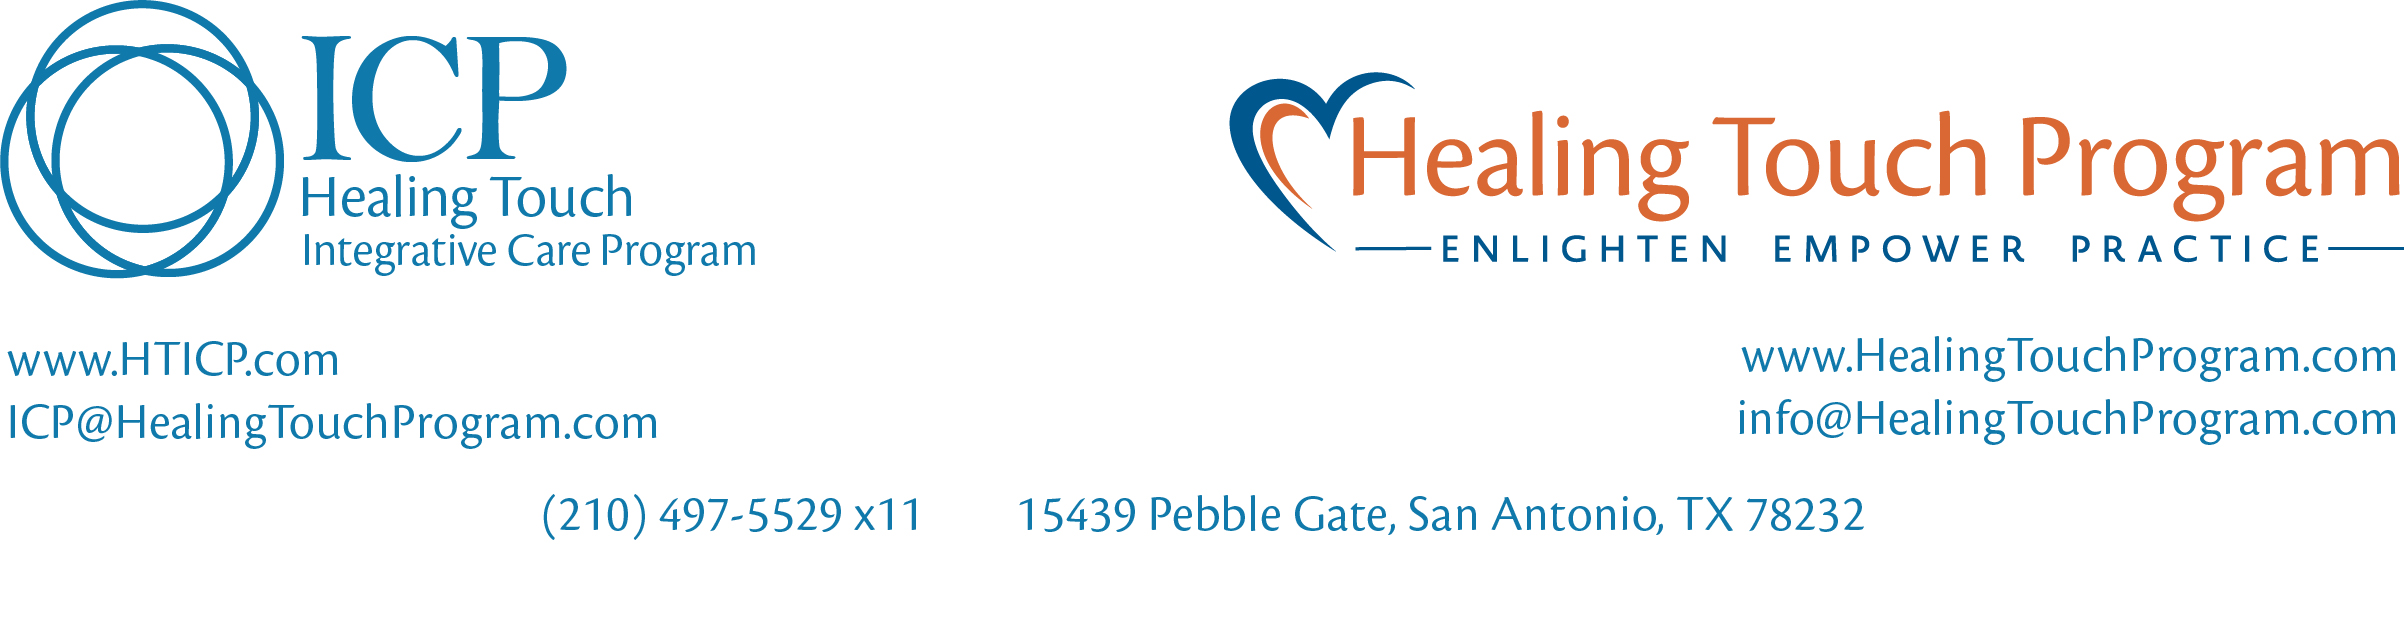 ICP
Healing Touch
Integrative Care Program
www.HTICP.com
ICP@HealingTouchProgram.com
Healing Touch Program
ENLIGHTEN EMPOWER PRACTICE
www.HealingTouchProgram.com
info@HealingTouchProgram.com
(210) 497-5529 x11 15439 Pebble Gate, San Antonio, TX 78232